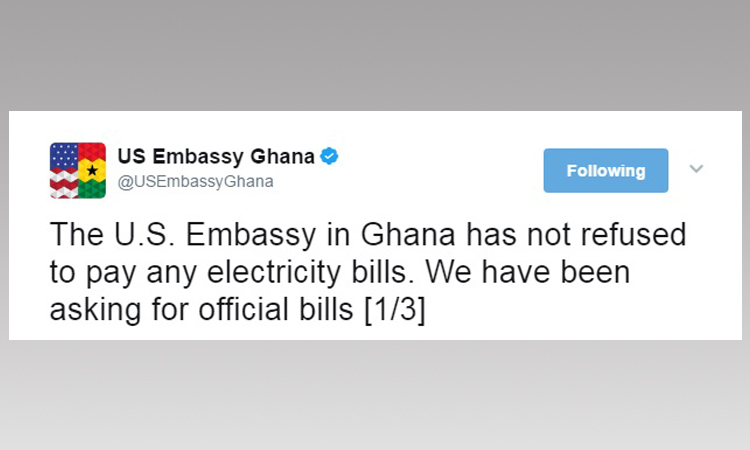 US Embassy Ghana
@USEmbassyGhana
Following
The U.S. Embassy in Ghana has not refused
to pay any electricity bills. We have been
asking for official bills [1/3]